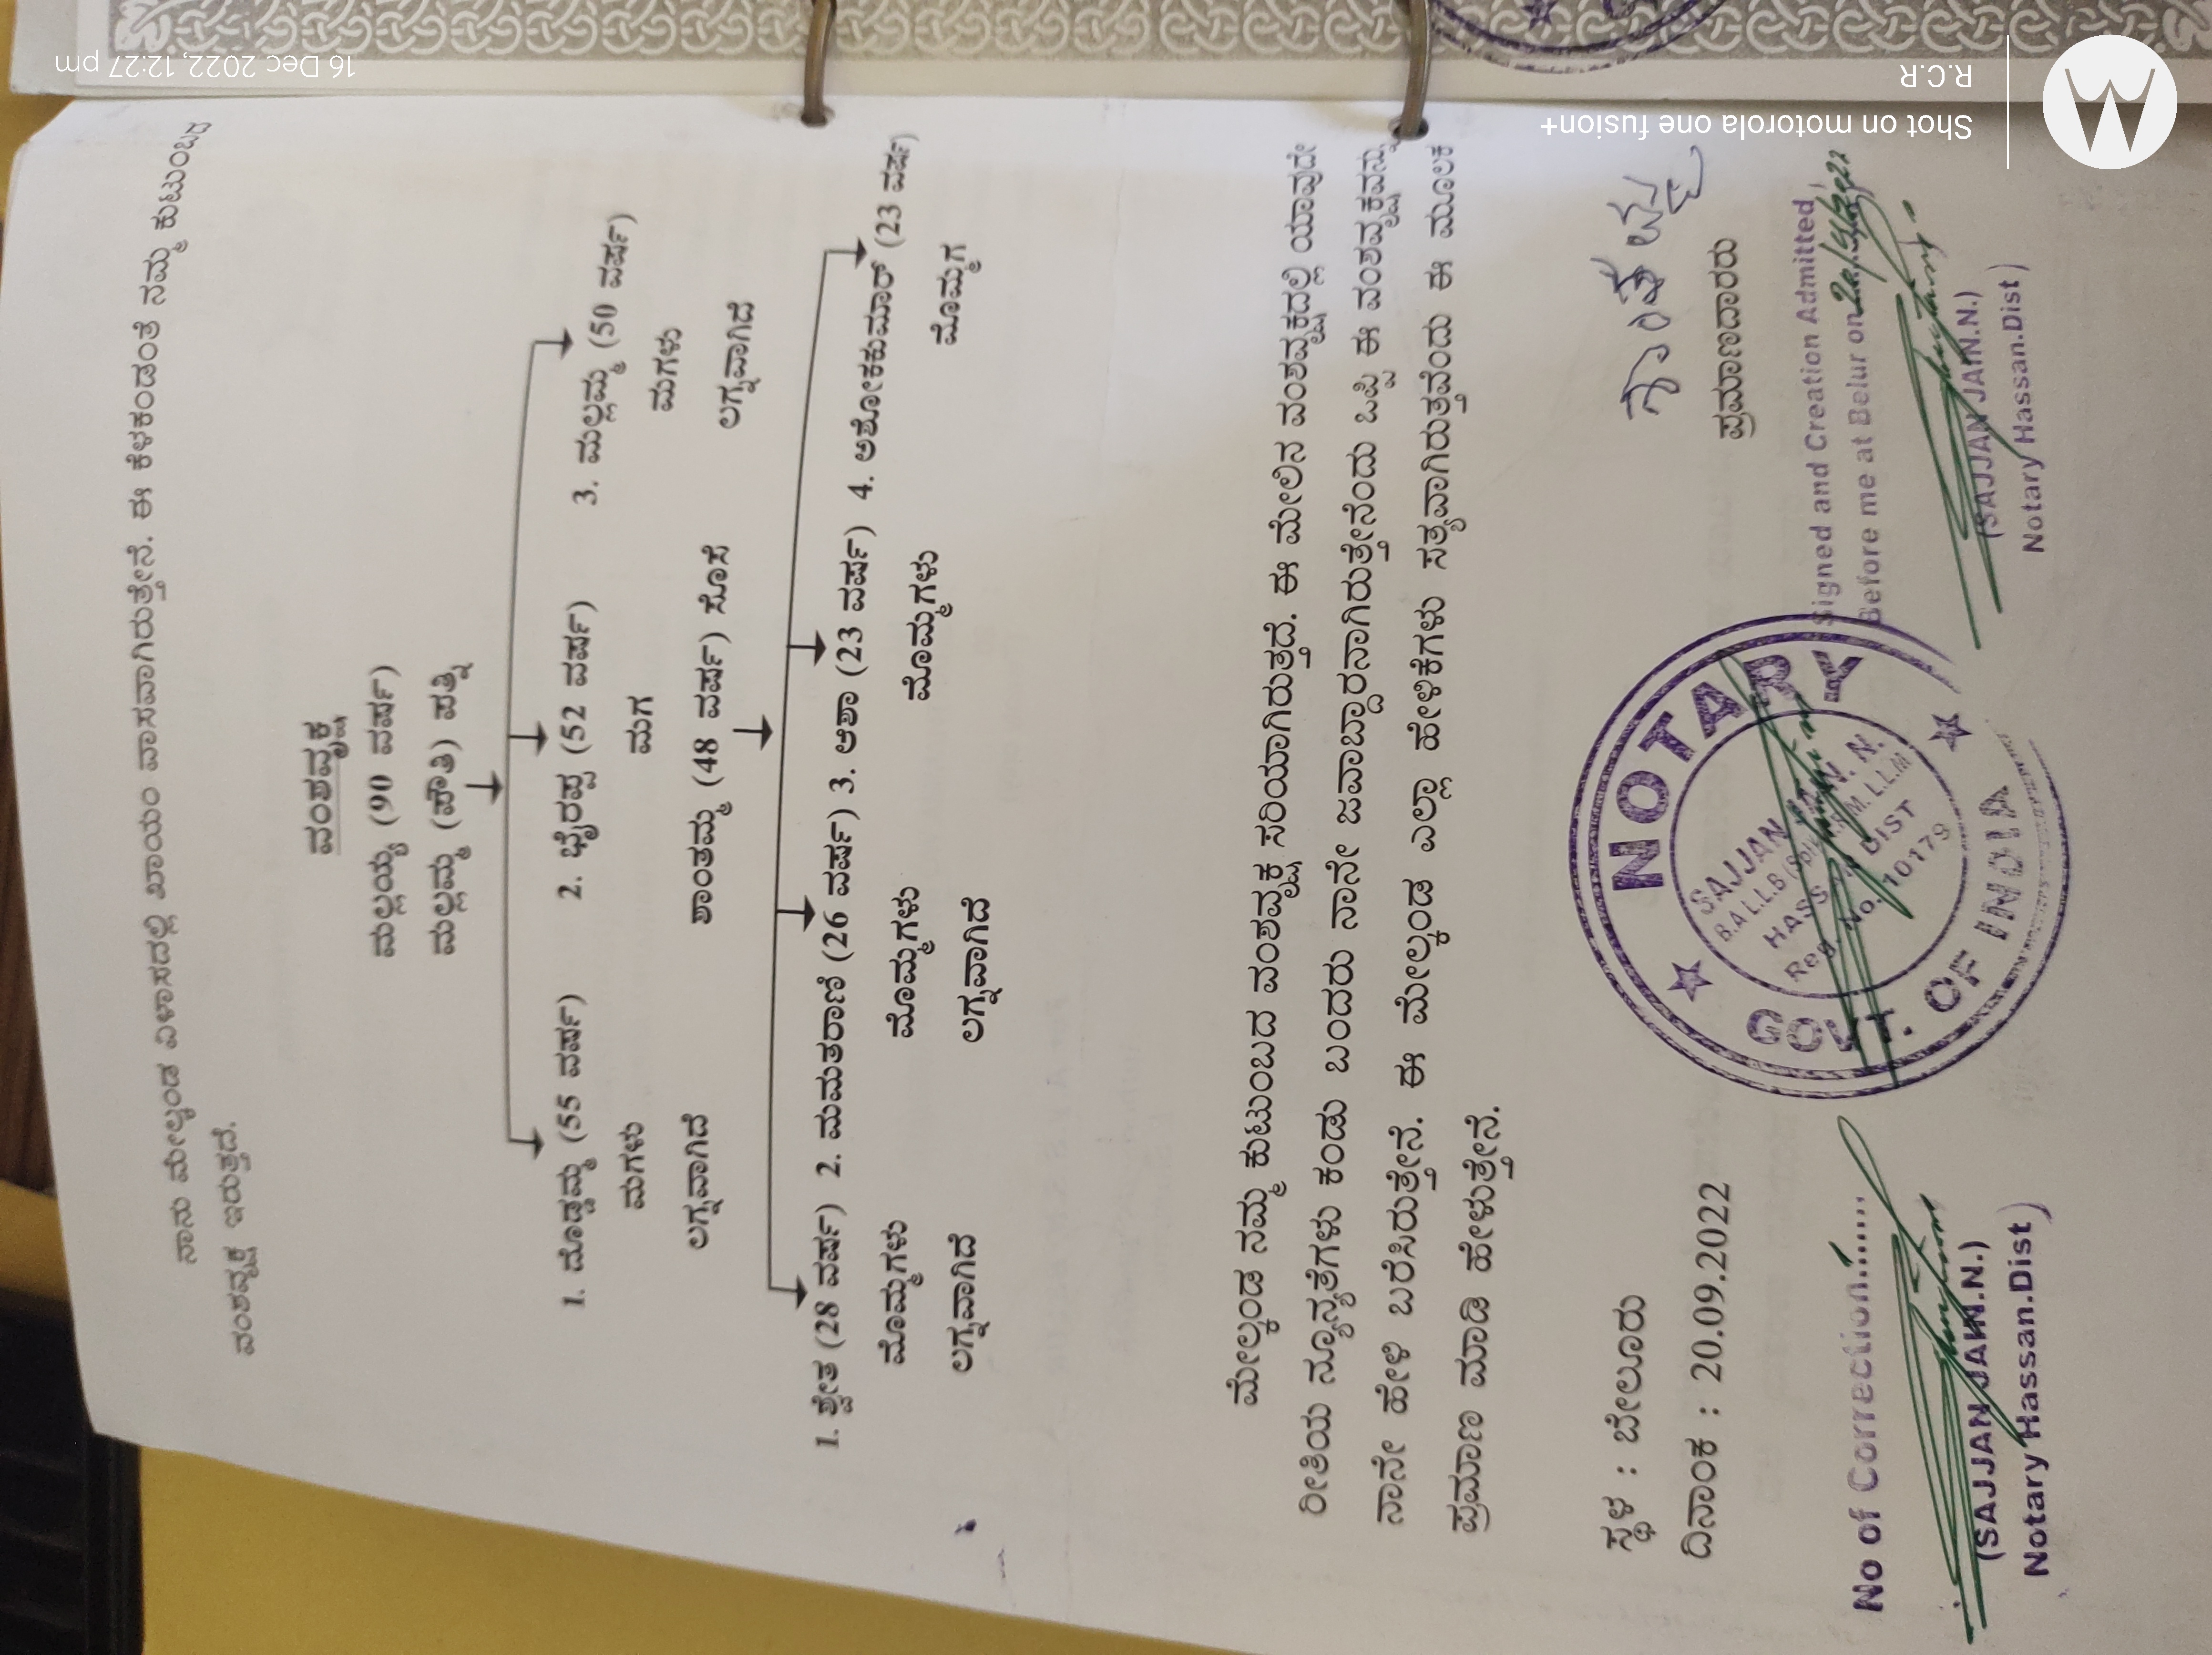 ನಾನು ಮೇಲ್ಕಂಡ ವಿಳಾಸದಲ್ಲಿ ಖಾಯಂ ವಾಸವಾಗಿರುತ್ತೇನೆ. ಈ ಕೆಳಕಂಡಂತೆ ನಮ್ಮ ಕುಟುಂಬದ
ವಂಶವೃಕ್ಷ ಇರುತ್ತದೆ.
ವಂಶವೃಕ್ಷ
ಮಲ್ಲಯ್ಯ (90 ವರ್ಷ)
ಮಲ್ಲಮ್ಮ (ಪೌತಿ) ಪತ್ನಿ
1. ದೊಡ್ಡಮ್ಮ (55 ವರ್ಷ) 2. ಭೈರಪ್ಪ (52 ವರ್ಷ) 3. ಮಲ್ಲಮ್ಮ (50 ವರ್ಷ)
ಮಗಳು ಮಗ ಮಗಳು
ಲಗ್ನವಾಗಿದೆ ಶಾಂತಮ್ಮ (48 ವರ್ಷ) ಸೊಸೆ ಲಗ್ನವಾಗಿದೆ
1. ಶ್ವೇತ (28 ವರ್ಷ) 2. ಮಮತರಾಣಿ (26 ವರ್ಷ) 3. ಆಶಾ (23 ವರ್ಷ) 4. ಅಶೋಕಕುಮಾರ್ (23 ವರ್ಷ)
ಮೊಮ್ಮಗಳು ಮೊಮ್ಮಗಳು ಮೊಮ್ಮಗಳು ಮೊಮ್ಮಗ
ಲಗ್ನವಾಗಿದೆ ಲಗ್ನವಾಗಿದೆ
ಮೇಲ್ಕಂಡ ನಮ್ಮ ಕುಟುಂಬದ ವಂಶವೃಕ್ಷ ಸರಿಯಾಗಿರುತ್ತದೆ. ಈ ಮೇಲಿನ ವಂಶವೃಕ್ಷದಲ್ಲಿ ಯಾವುದೇ
ರೀತಿಯ ನ್ಯೂನ್ಯತೆಗಳು ಕಂಡು ಬಂದರು ನಾನೇ ಜವಾಬ್ದಾರನಾಗಿರುತ್ತೇನೆಂದು ಒಪ್ಪಿ ಈ ವಂಶವೃಕ್ಷವನ್ನು
ನಾನೇ ಹೇಳಿ ಬರೆಸಿರುತ್ತೇನೆ. ಈ ಮೇಲ್ಕಂಡ ಎಲ್ಲಾ ಹೇಳಿಕೆಗಳು ಸತ್ಯವಾಗಿರುತ್ತವೆಂದು ಈ ಮೂಲಕ
ಪ್ರಮಾಣ ಮಾಡಿ ಹೇಳುತ್ತೇನೆ.
ಸ್ಥಳ : ಬೇಲೂರು
ದಿನಾಂಕ : 20.09.2022
ಪ್ರಮಾಣದಾರರು
No of Correction
(SAJJAN JAIN.N.)
Notary Hassan.Dist)
NOTARY
GOVT. OF INDIA
SAJJAN JAIN. N.
HASSAN DIST
Reg. No. 10179
Signed and Creation Admitted
Before me at Belur on
(SAJJAN JAIN.N.)
Notary Hassan.Dist)
Shot on motorola one fusion+
R.C.R
16 Dec 2022, 12:27 pm